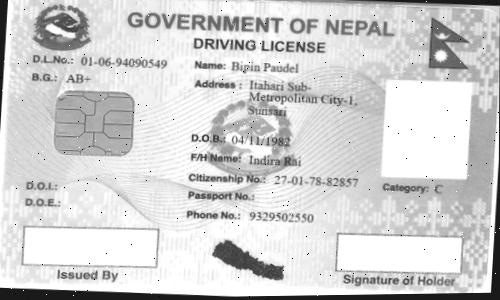 GOVERNMENT OF NEPAL
DRIVING LICENSE
D.L.No.: 01-06-94090549
B.G.: AB+
Name: Bipin Paudel
Address : Itahari Sub-
Metropolitan City-1,
Sunsari
D.O.B.: 04/11/1982
F/H Name: Indira Rai
Citizenship No.: 27-01-78-82857
Passport No.:
Phone No.: 9329502550
D.O.I.:
D.O.E.:
Category: C
Issued By
Signature of Holder